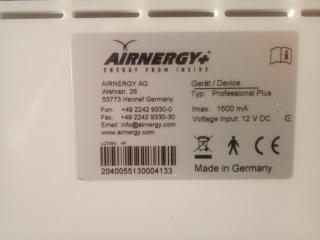 AIRNERGY+
ENERGY FROM INSIDE
AIRNERGY AG
Wehrstr. 26
53773 Hennef Germany
Fon: +49 2242 9330-0
Fax: +49 2242 9330-30
Email: info@airnergy.com
www.airnergy.com
Gerät / Device
Typ: Professional Plus
Imax: 1600 mA
Voltage input: 12 V DC
2040055130004133
Made in Germany